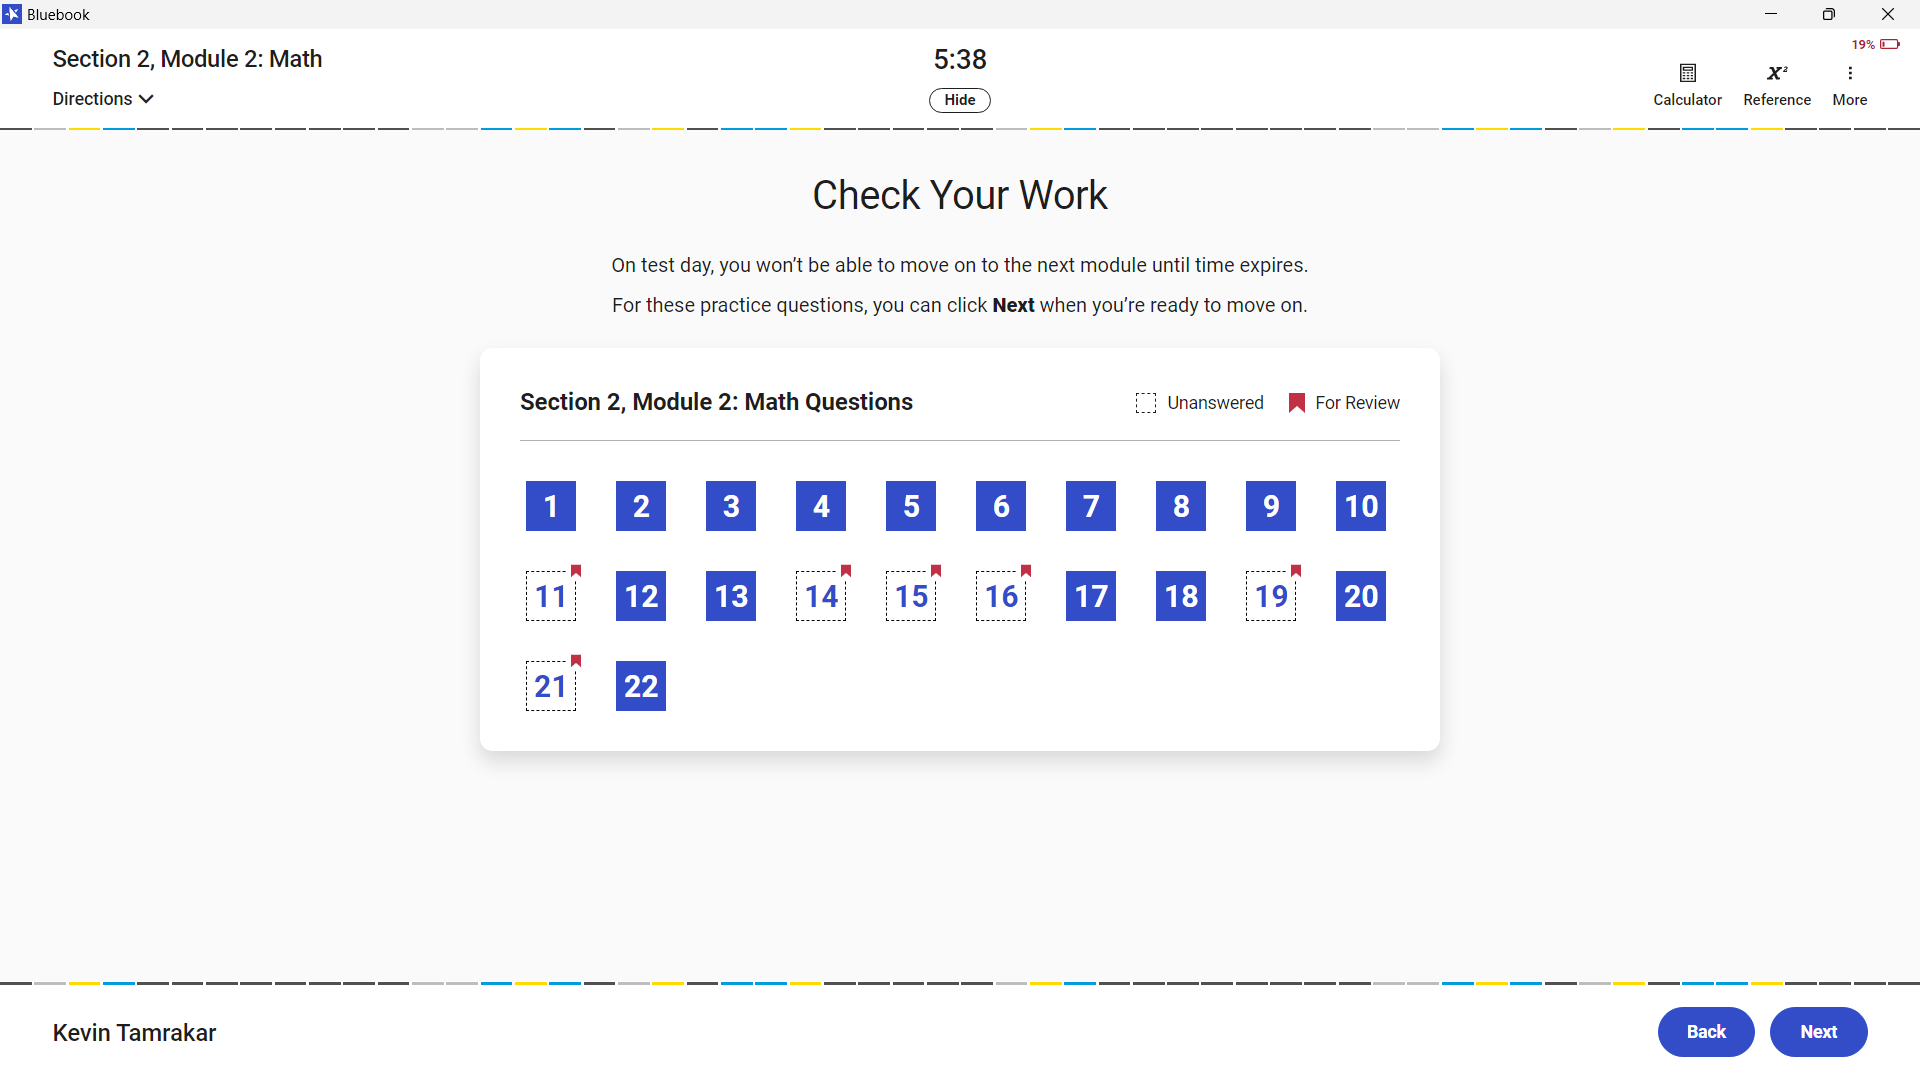 Bluebook
Section 2, Module 2: Math
5:38
19%
Directions
Hide
Calculator
Reference
More
Check Your Work
On test day, you won't be able to move on to the next module until time expires.
For these practice questions, you can click Next when you're ready to move on.
Section 2, Module 2: Math Questions
Unanswered
For Review
1 2 3 4 5 6 7 8 9 10
11 12 13 14 15 16 17 18 19 20
21 22
Kevin Tamrakar
Back
Next